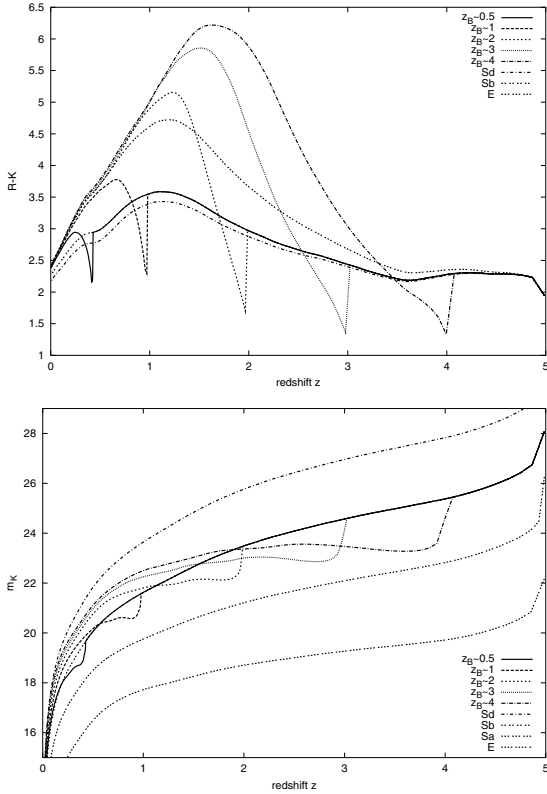 6.5
6
5.5
5
4.5
4
3.5
3
2.5
2
1.5
1
R-K
0 1 2 3 4 5
redshift z
z_B~0.5
z_B~1
z_B~2
z_B~3
z_B~4
Sd
Sb
E
28
26
24
22
20
18
16
m_K
0 1 2 3 4 5
redshift z
z_B~0.5
z_B~1
z_B~2
z_B~3
z_B~4
Sd
Sb
Sa
E